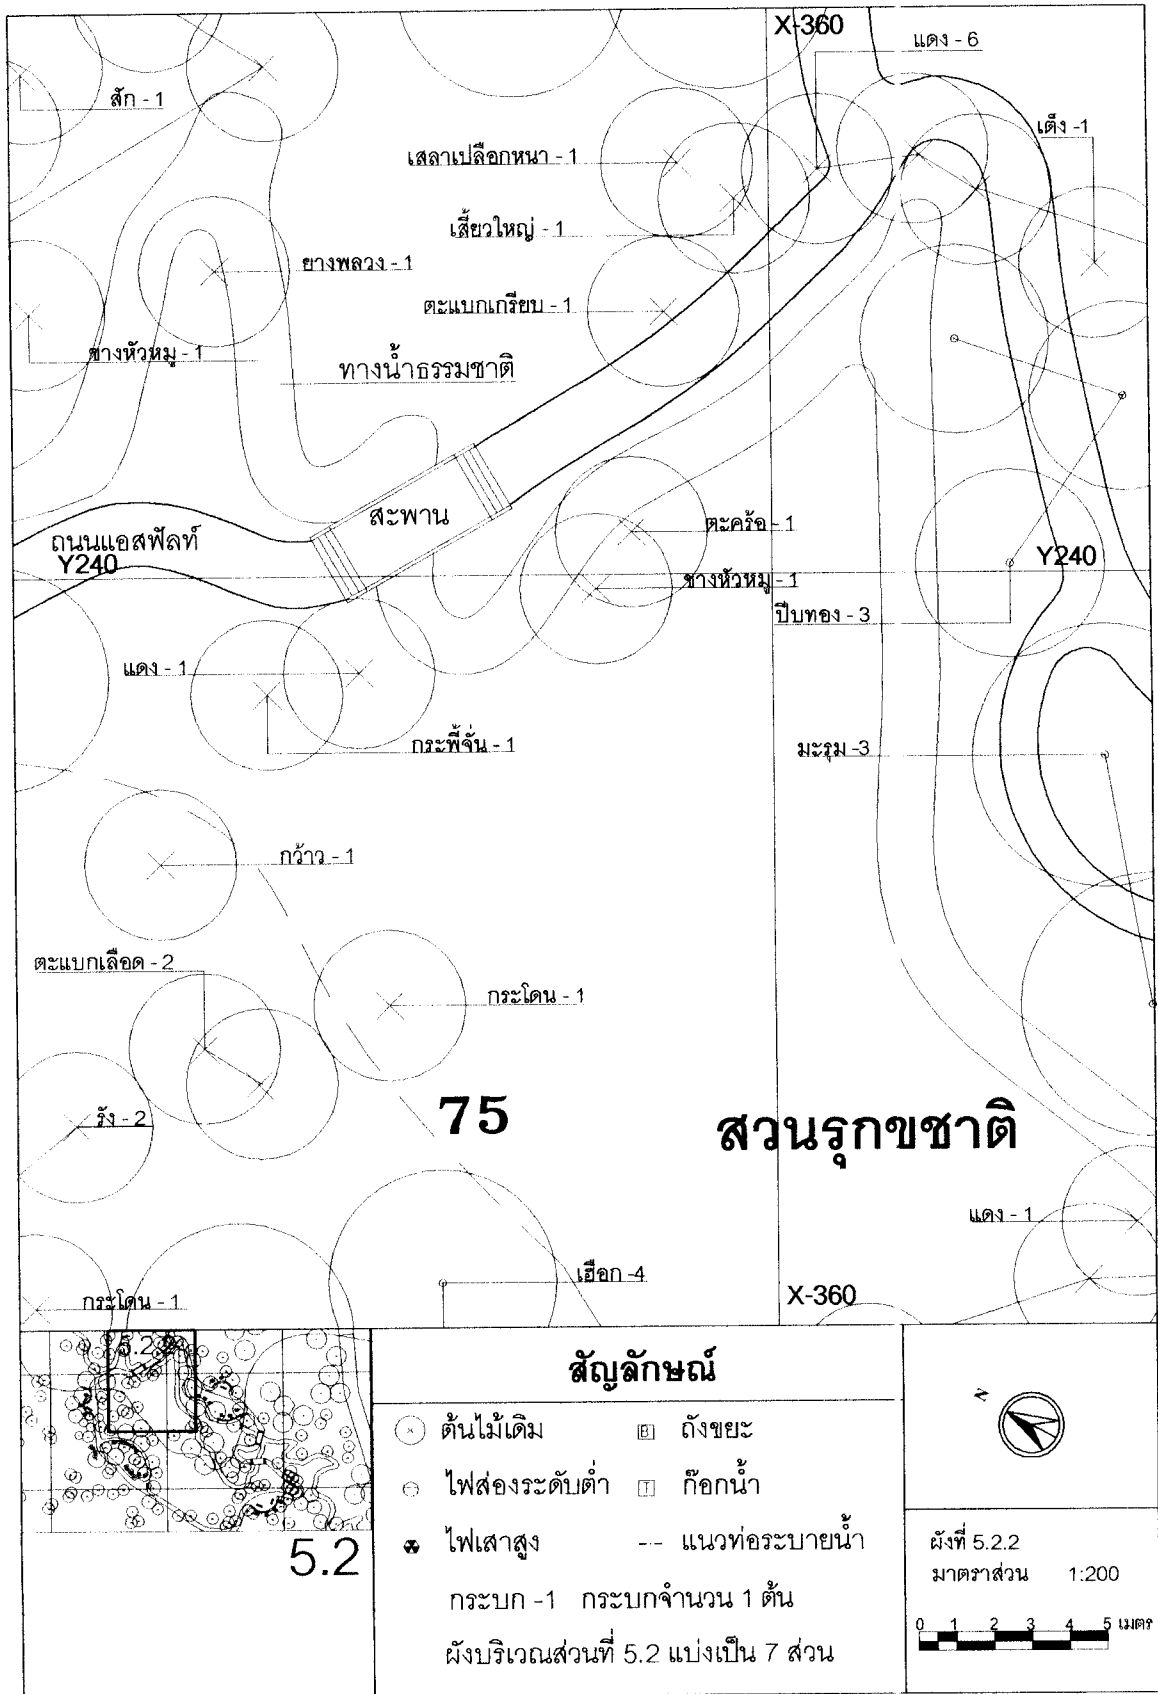 X-360
แดง - 6
สัก - 1
เต็ง -1
เสลาเปลือกหนา - 1
เสี้ยวใหญ่ - 1
ยางพลวง - 1
ตะแบกเกรียบ - 1
ซางหัวหมู - 1
ทางน้ำธรรมชาติ
สะพาน
ตะคร้อ - 1
ถนนแอสฟัลท์
Y240
Y240
ซางหัวหมู - 1
ปีบทอง - 3
แดง - 1
กระพี้จั่น - 1
มะรุม -3
กว้าว - 1
ตะแบกเลือด - 2
กระโดน - 1
รัง - 2
75
สวนรุกขชาติ
แดง - 1
เฮือก -4
X-360
กระโดน - 1
5.2
สัญลักษณ์
ต้นไม้เดิม
B ถังขยะ
ไฟส่องระดับต่ำ
T ก๊อกน้ำ
ไฟเสาสูง
--- แนวท่อระบายน้ำ
กระบก -1 กระบกจำนวน 1 ต้น
ผังบริเวณส่วนที่ 5.2 แบ่งเป็น 7 ส่วน
5.2
N
ผังที่ 5.2.2
มาตราส่วน 1:200
0 1 2 3 4 5 เมตร